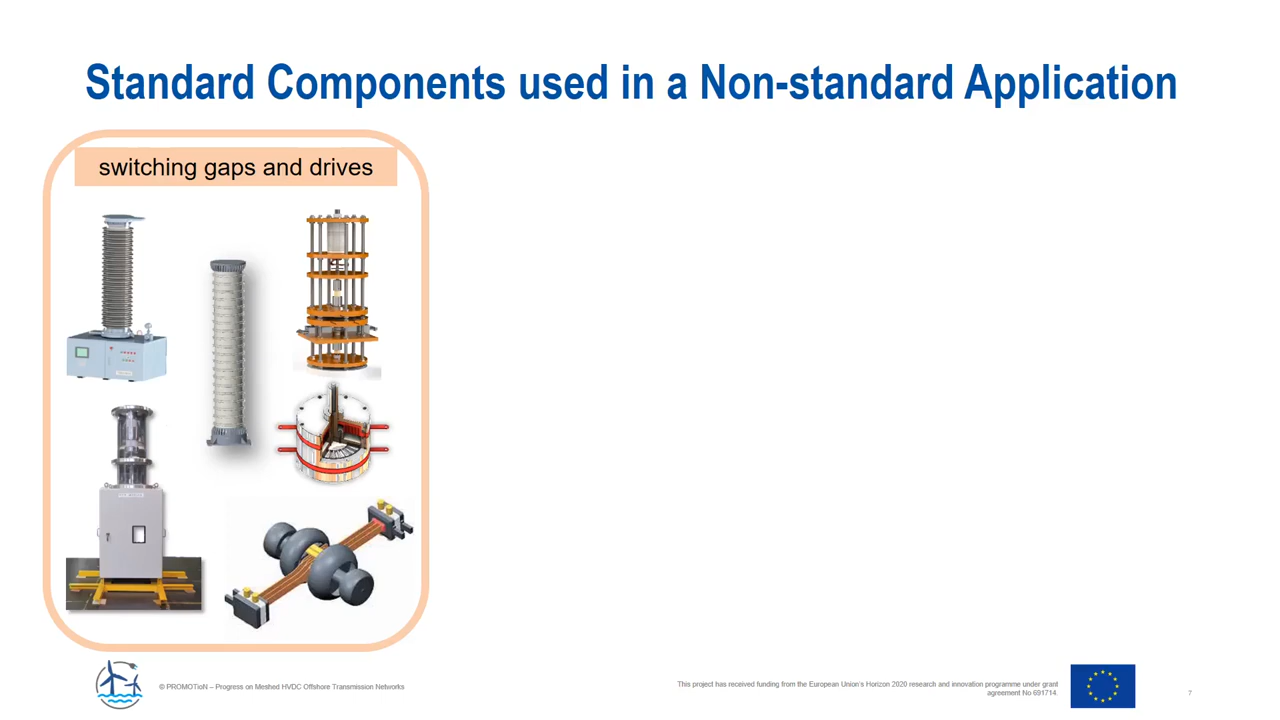 Standard Components used in a Non-standard Application
switching gaps and drives
© PROMOTioN – Progress on Meshed HVDC Offshore Transmission Networks
This project has received funding from the European Union's Horizon 2020 research and innovation programme under grant
agreement No 691714.
7